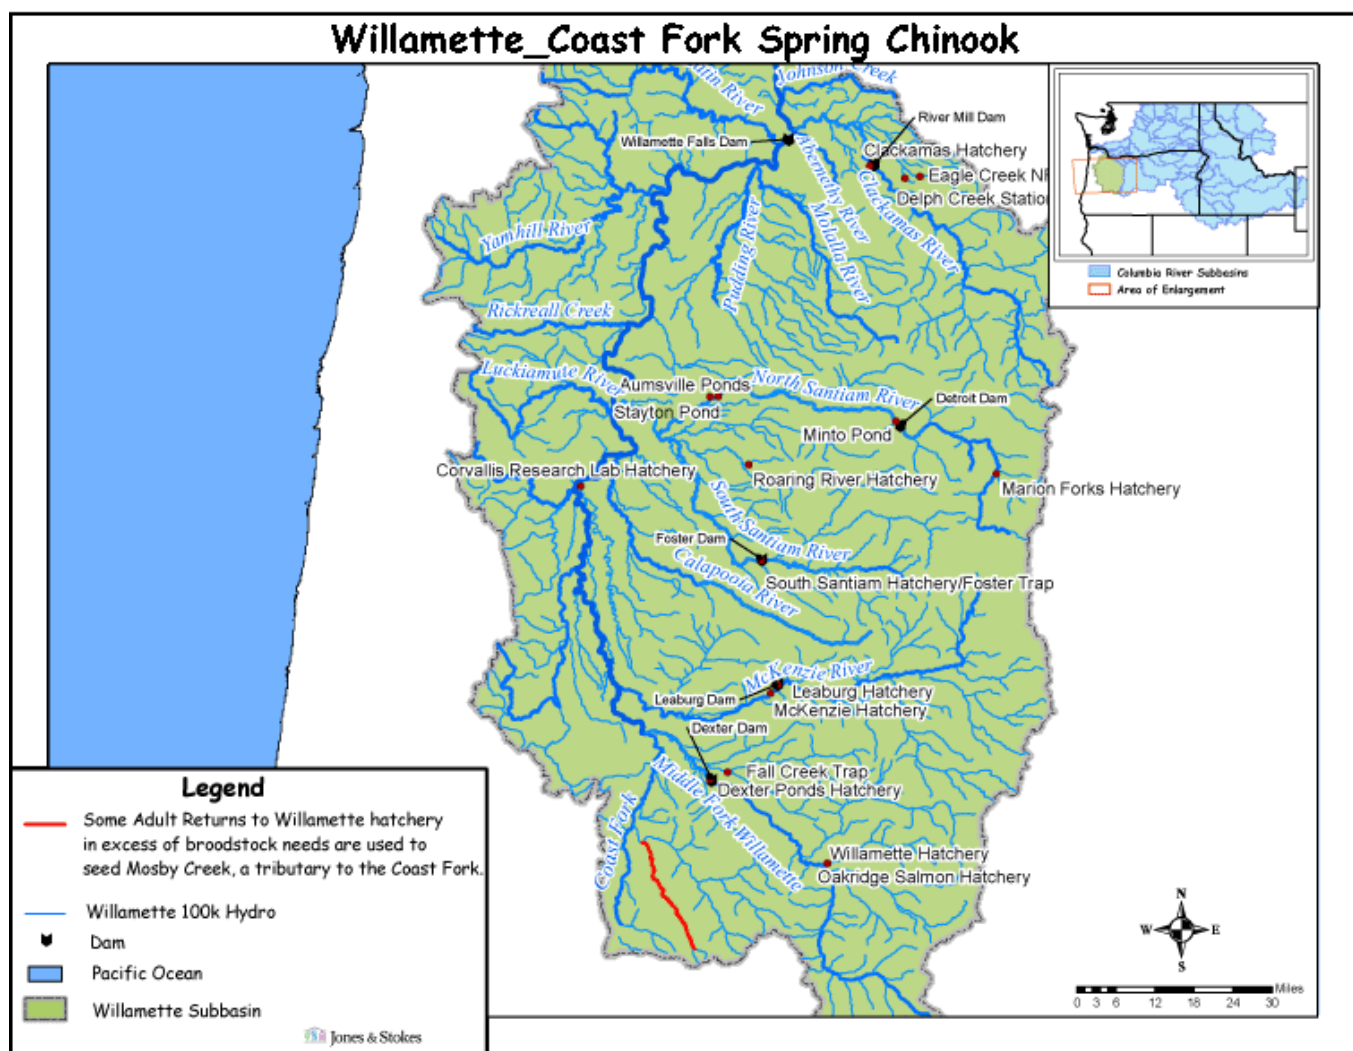 Willamette_Coast Fork Spring Chinook
Johnson Creek
River
River Mill Dam
Willamette Falls Dam
Clackamas Hatchery
Abernethy River
Eagle Creek
Delph Creek
Clackamas River
Yamhill River
Pudding River
Molalla River
Columbia River Subbasins
Area of Enlargement
Rickreall Creek
Luckiamute River
Aumsville Ponds
North Santiam River
Detroit Dam
Stayton Pond
Minto Pond
Corvallis Research Lab Hatchery
Roaring River Hatchery
Marion Forks Hatchery
South Santiam River
Foster Dam
Calapooia River
South Santiam Hatchery/Foster Trap
McKenzie River
Leaburg Dam
Leaburg Hatchery
McKenzie Hatchery
Dexter Dam
Fall Creek Trap
Dexter Ponds Hatchery
Middle Fork Willamette
Coast Fork
Willamette Hatchery
Oakridge Salmon Hatchery
Legend
Some Adult Returns to Willamette hatchery
in excess of broodstock needs are used to
seed Mosby Creek, a tributary to the Coast Fork.
Willamette 100k Hydro
Dam
Pacific Ocean
Willamette Subbasin
Jones & Stokes
N
W E
S
Miles
0 3 6 12 18 24 30